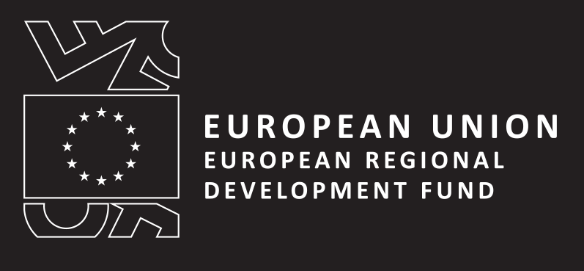 EUROPEAN UNION
EUROPEAN REGIONAL
DEVELOPMENT FUND